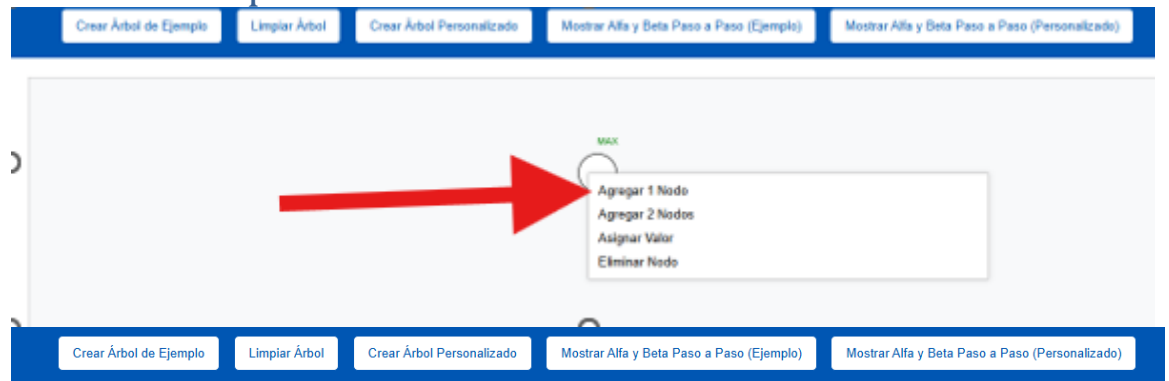 Crear Árbol de Ejemplo Limpiar Árbol Crear Árbol Personalizado Mostrar Alfa y Beta Paso a Paso (Ejemplo) Mostrar Alfa y Beta Paso a Paso (Personalizado)
MAX
Agregar 1 Nodo
Agregar 2 Nodos
Asignar Valor
Eliminar Nodo
Crear Árbol de Ejemplo Limpiar Árbol Crear Árbol Personalizado Mostrar Alfa y Beta Paso a Paso (Ejemplo) Mostrar Alfa y Beta Paso a Paso (Personalizado)